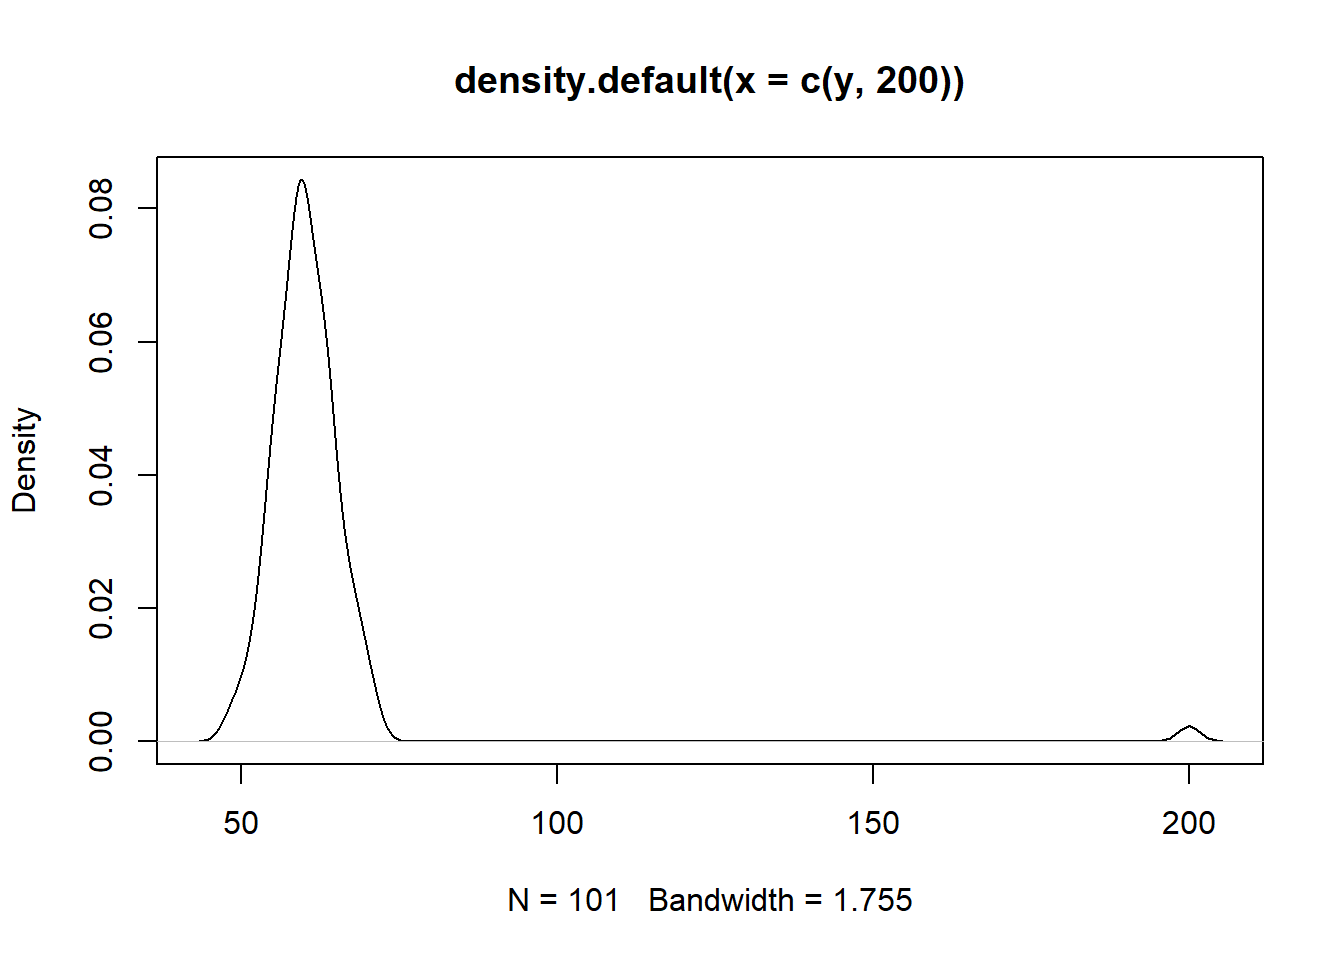 density.default(x = c(y, 200))
Density
0.08
0.06
0.04
0.02
0.00
50 100 150 200
N = 101 Bandwidth = 1.755